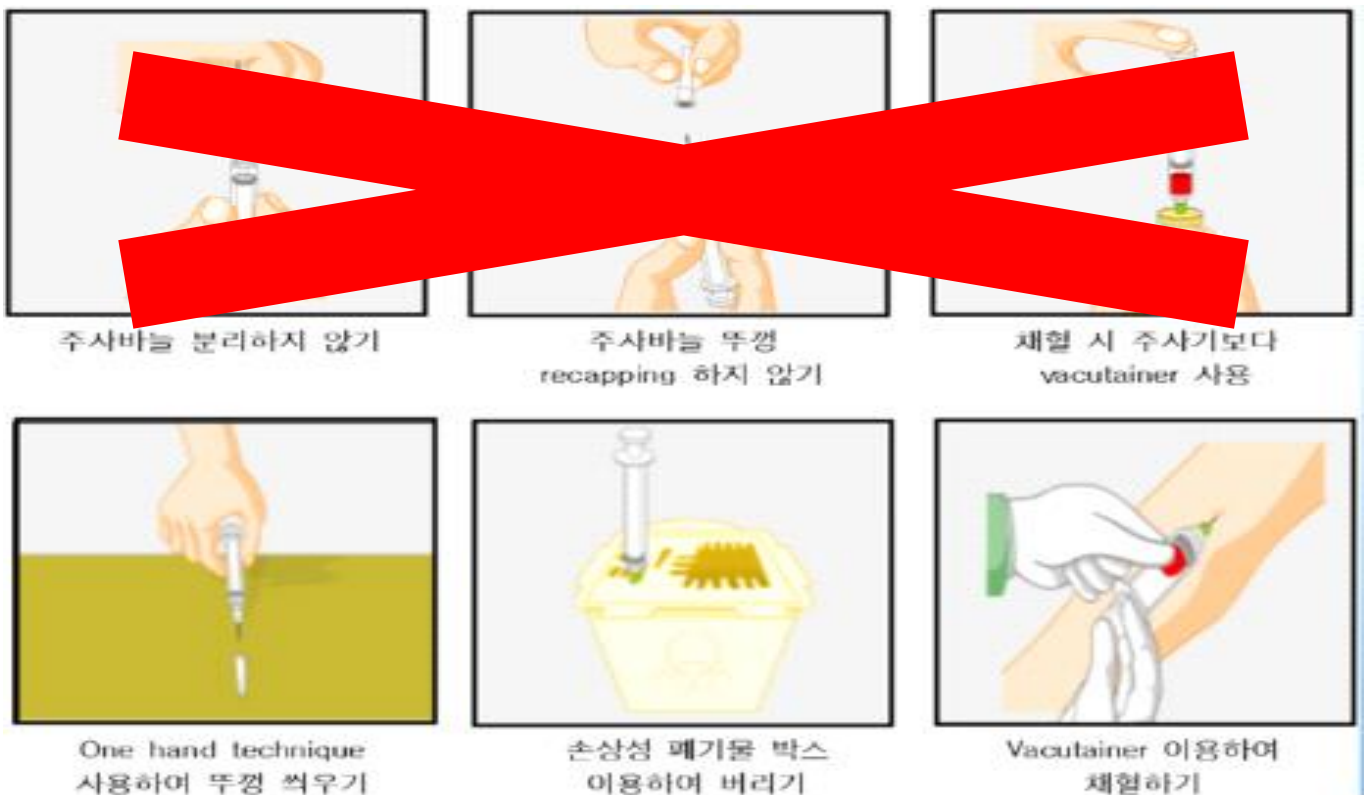 주사바늘 분리하지 않기
주사바늘 뚜껑
recapping 하지 않기
채혈 시 주사기보다
vacutainer 사용
One hand technique
사용하여 뚜껑 씌우기
손상성 폐기물 박스
이용하여 버리기
Vacutainer 이용하여
채혈하기